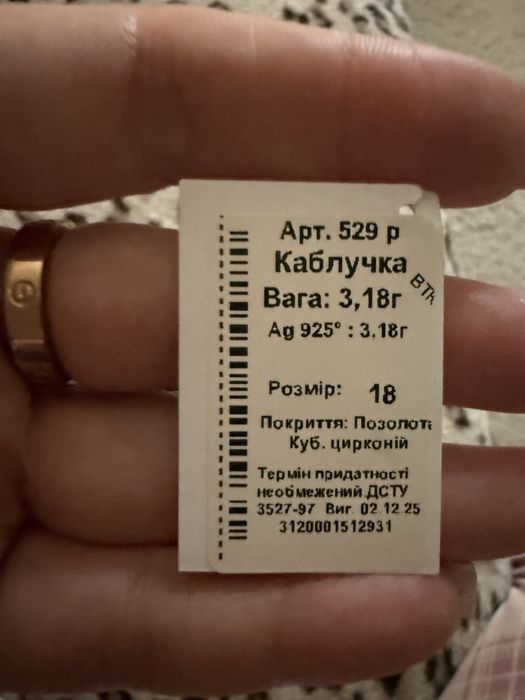 Арт. 529 р
Каблучка
ВТК
Вага: 3,18г
Ag 925° : 3,18г
Розмір: 18
Покриття: Позолота
Куб. цирконій
Термін придатності
необмежений.ДСТУ
3527-97 Виг. 02.12.25
3120001512931